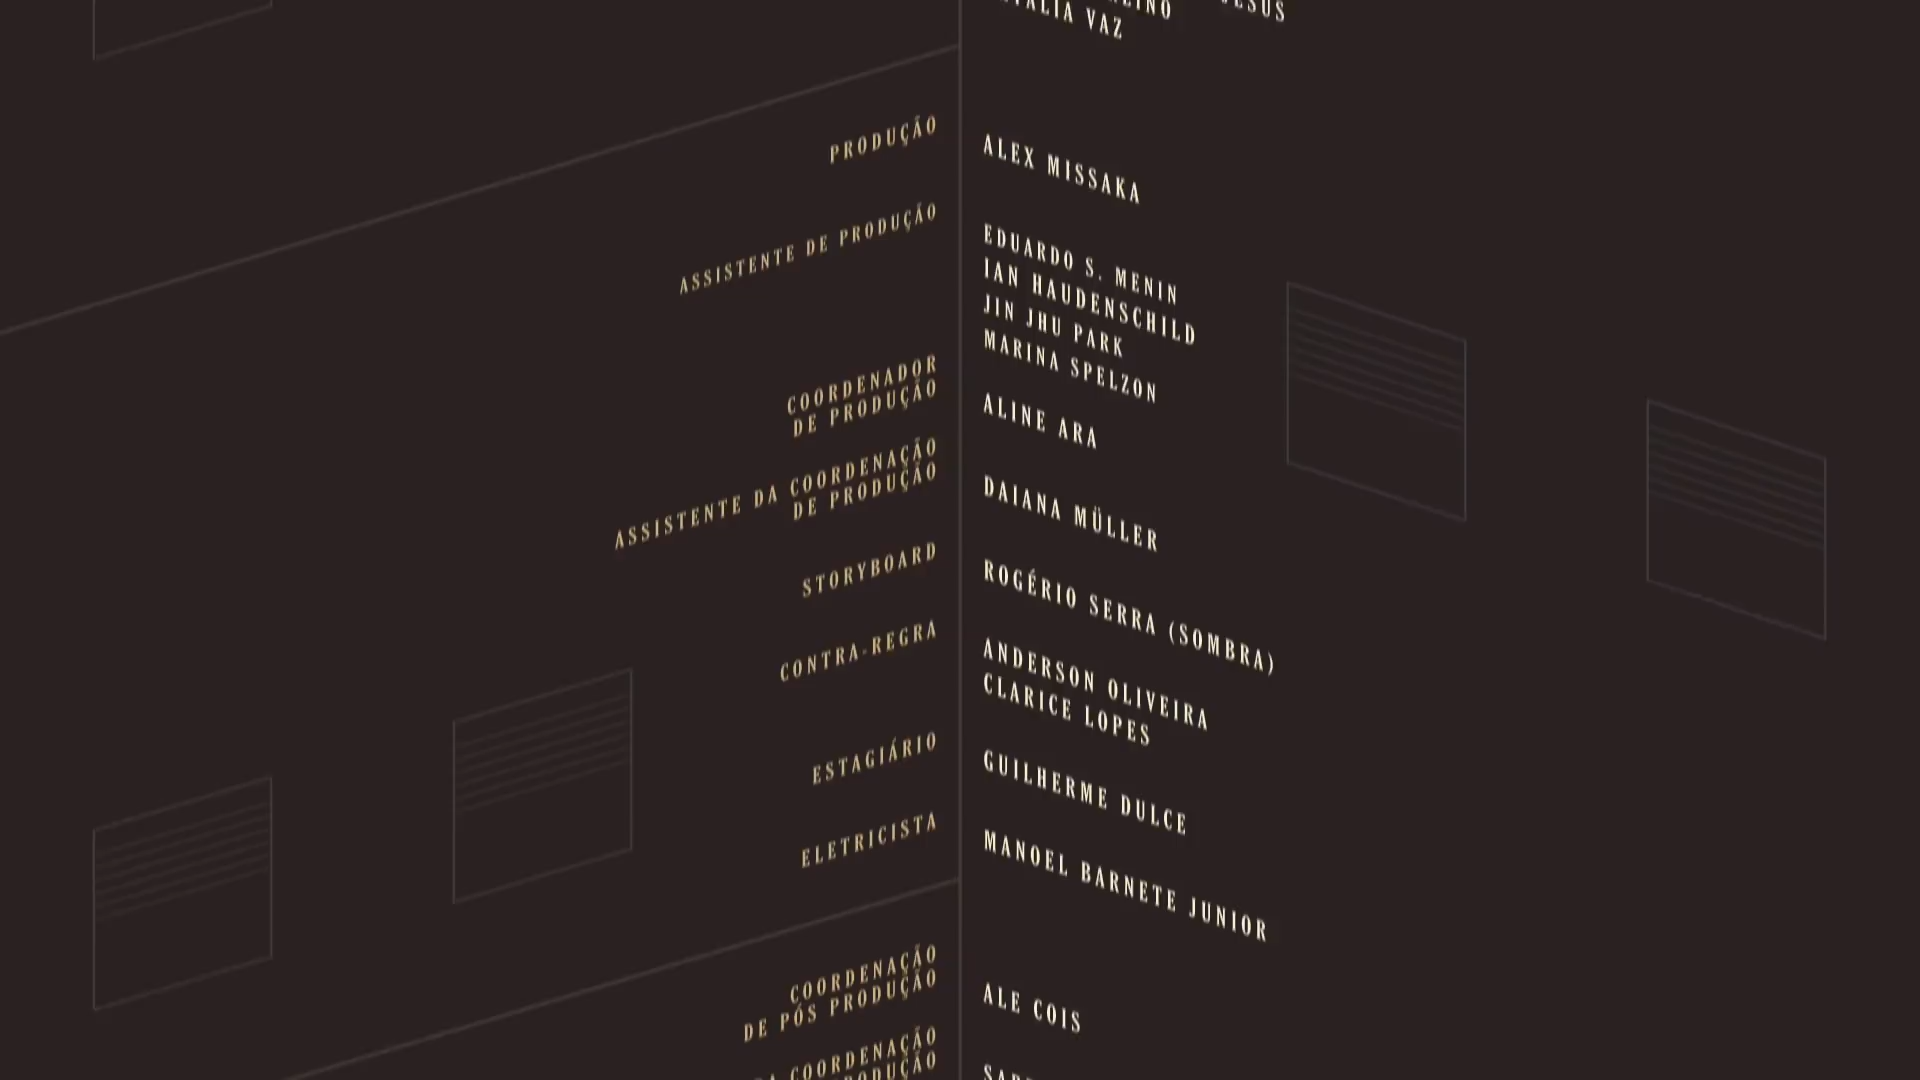 VAZ
PRODUÇÃO
ALEX MISSAKA
ASSISTENTE DE PRODUÇÃO
EDUARDO S. MENIN
IAN HAUDENSCHILD
JIN JHU PARK
MARINA SPELZON
COORDENADOR
DE PRODUÇÃO
ALINE ARA
ASSISTENTE DA COORDENAÇÃO
DE PRODUÇÃO
DAIANA MÜLLER
STORYBOARD
ROGÉRIO SERRA (SOMBRA)
CONTRA-REGRA
ANDERSON OLIVEIRA
CLARICE LOPES
ESTAGIÁRIO
GUILHERME DULCE
ELETRICISTA
MANOEL BARNETE JUNIOR
COORDENAÇÃO
DE PÓS PRODUÇÃO
ALE COIS
COORDENAÇÃO